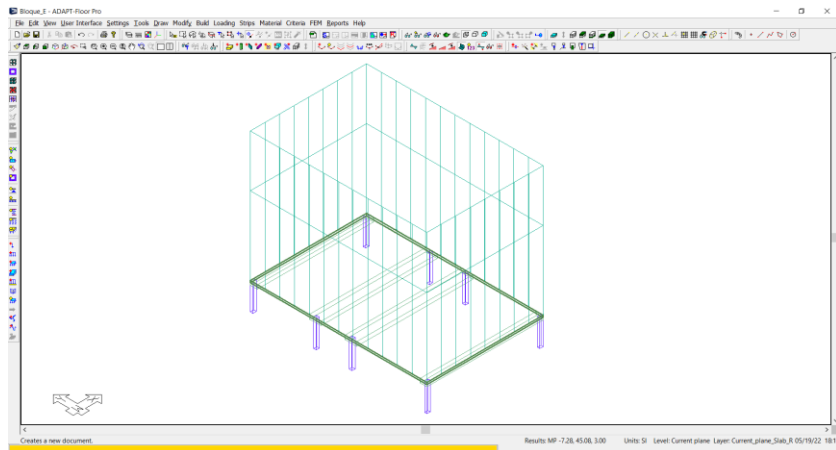 Bloque_E - ADAPT-Floor Pro
File Edit View User Interface Settings Tools Draw Modify Build Loading Strips Material Criteria FEM Reports Help
Creates a new document. Results: MP -7.28, 45.08, 3.00 Units: SI Level: Current plane Layer: Current_plane_Slab_R 05/19/22